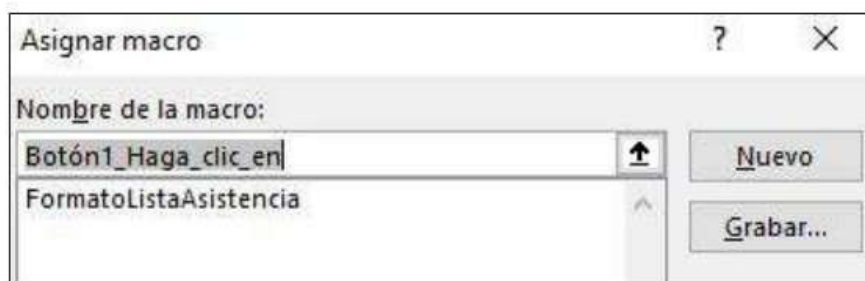 Asignar macro ? X
Nombre de la macro:
Botón1_Haga_clic_en
Nuevo
FormatoListaAsistencia
Grabar...